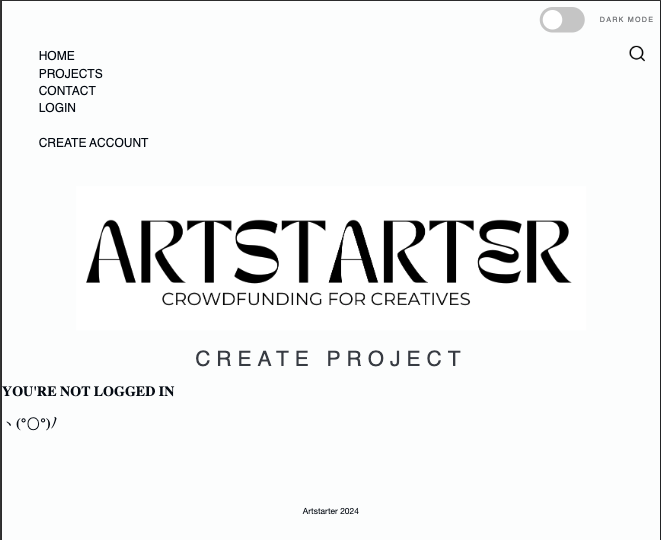 DARK MODE
HOME
PROJECTS
CONTACT
LOGIN
CREATE ACCOUNT
ARTSTARTER
CROWDFUNDING FOR CREATIVES
CREATE PROJECT
YOU'RE NOT LOGGED IN
ヽ(°〇°)ﾉ
Artstarter 2024